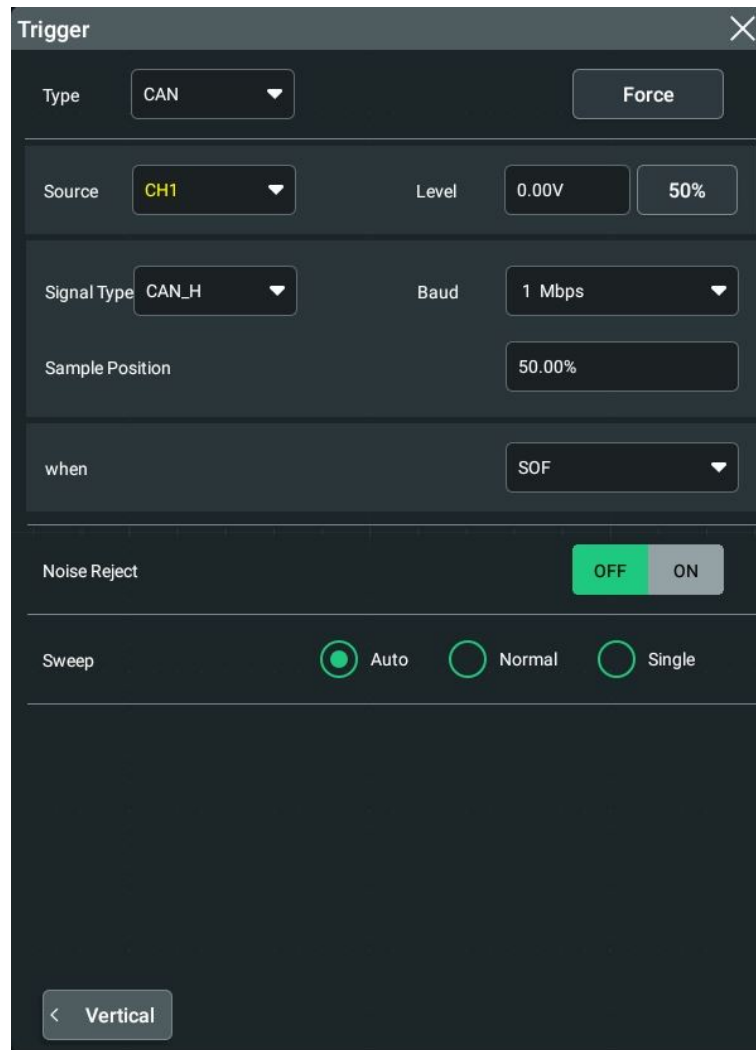 Trigger
Type CAN Force
Source CH1 Level 0.00V 50%
Signal Type CAN_H Baud 1 Mbps
Sample Position 50.00%
when SOF
Noise Reject OFF ON
Sweep Auto Normal Single
< Vertical